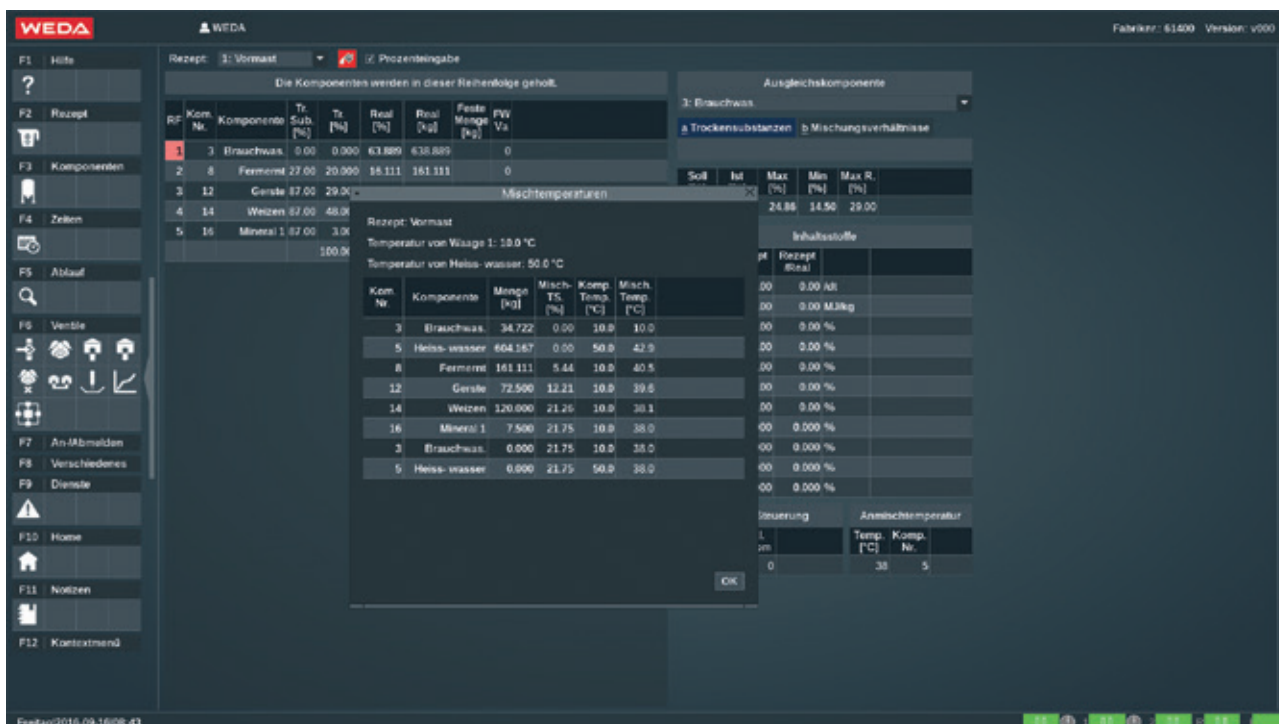 WEDA
WEDA
Fabriknr.: 61400 Version: v000
F1 Hilfe
F2 Rezept
F3 Komponenten
F4 Zeiten
F5 Ablauf
F6 Ventile
F7 An-/Abmelden
F8 Verschiedenes
F9 Dienste
F10 Home
F11 Notizen
F12 Kontextmenü
Rezept: 1: Vormast Prozenteingabe
Die Komponenten werden in dieser Reihenfolge geholt.
RF Kom. Nr. Komponente Tr. Sub. [%] Tr. [%] Real [%] Real [kg] Feste Menge [kg] PW Va
1 3 Brauchwas. 0.00 0.000 63.889 638.889 0
2 8 Fermernt 27.00 20.000 16.111 161.111 0
3 12 Gerste 87.00
4 14 Weizen 87.00
5 16 Mineral 1 87.00
Ausgleichskomponente
3: Brauchwas.
a Trockensubstanzen b Mischungsverhältnisse
Soll Ist Max [%] Min [%] Max R. [%]
24.86 14.50 29.00
Inhaltsstoffe
Rezept /Real
0.00 /dt
0.00 MJ/kg
0.00 %
0.00 %
0.00 %
0.00 %
0.00 %
0.000 %
0.000 %
0.000 %
0.000 %
Steuerung
0
Anmischtemperatur
Temp. [°C] Komp. Nr.
38 5
Mischtemperaturen
Rezept: Vormast
Temperatur von Waage 1: 10.0 °C
Temperatur von Heiss- wasser: 50.0 °C
Kom. Nr. Komponente Menge [kg] Misch- TS. [%] Komp. Temp. [°C] Misch. Temp. [°C]
3 Brauchwas. 34.722 0.00 10.0 10.0
5 Heiss- wasser 604.167 0.00 50.0 42.9
8 Fermernt 161.111 5.44 10.0 40.5
12 Gerste 72.500 12.21 10.0 39.6
14 Weizen 120.000 21.26 10.0 38.1
16 Mineral 1 7.500 21.75 10.0 38.0
3 Brauchwas. 0.000 21.75 10.0 38.0
5 Heiss- wasser 0.000 21.75 50.0 38.0
OK
Freitag|2016-09-16|08:43